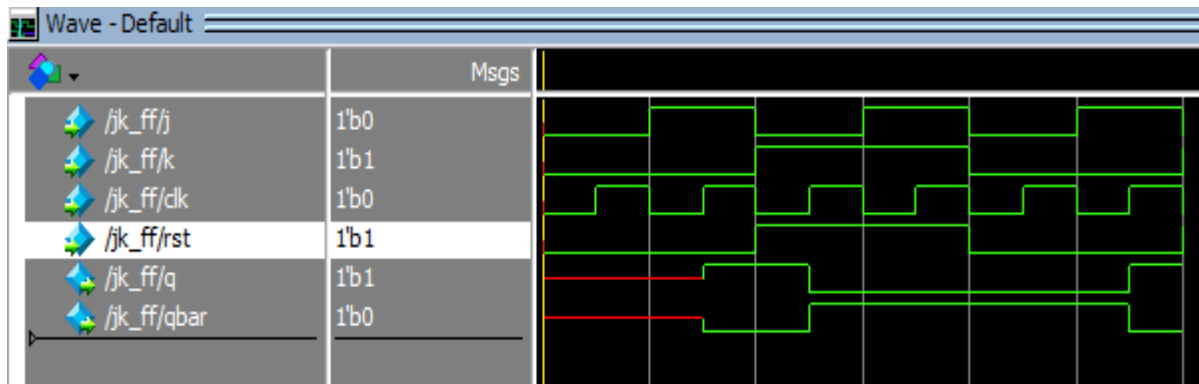 Wave - Default
Msgs
/jk_ff/j 1'b0
/jk_ff/k 1'b1
/jk_ff/clk 1'b0
/jk_ff/rst 1'b1
/jk_ff/q 1'b1
/jk_ff/qbar 1'b0